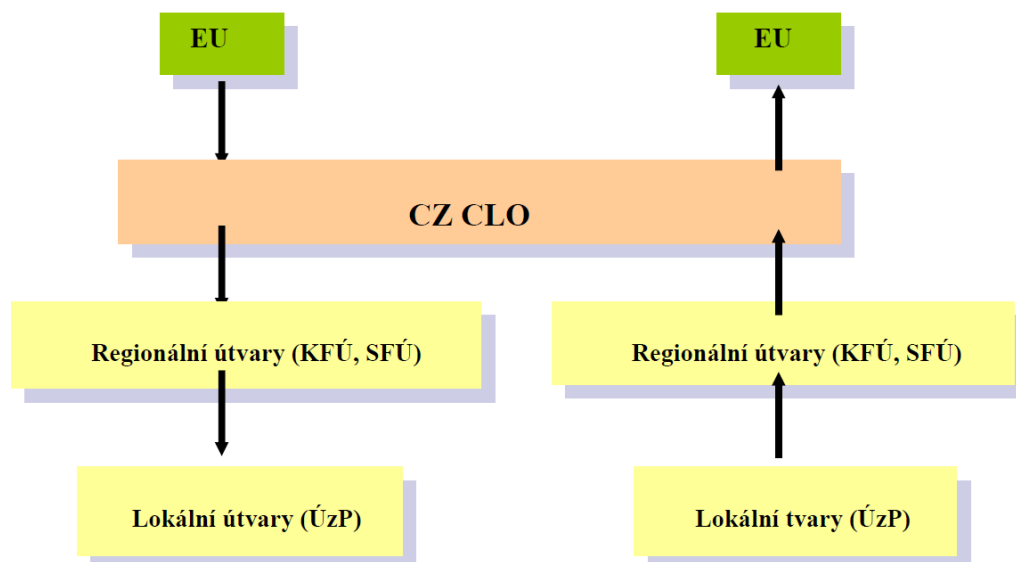 EU
EU
CZ CLO
Regionální útvary (KFÚ, SFÚ)
Regionální útvary (KFÚ, SFÚ)
Lokální útvary (ÚzP)
Lokální tvary (ÚzP)